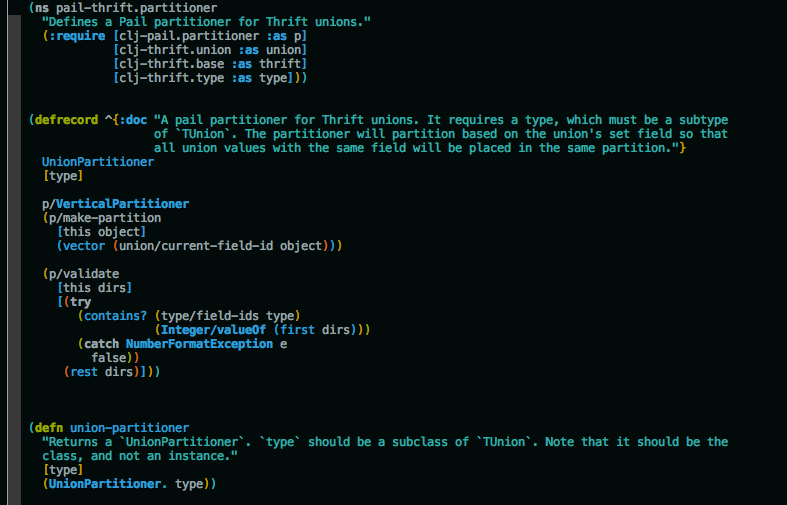 (ns pail-thrift.partitioner
  "Defines a Pail partitioner for Thrift unions."
  (:require [clj-pail.partitioner :as p]
            [clj-thrift.union :as union]
            [clj-thrift.base :as thrift]
            [clj-thrift.type :as type]))
(defrecord ^{:doc "A pail partitioner for Thrift unions. It requires a type, which must be a subtype
                  of `TUnion`. The partitioner will partition based on the union's set field so that
                  all union values with the same field will be placed in the same partition."}
  UnionPartitioner
  [type]
  p/VerticalPartitioner
  (p/make-partition
    [this object]
    (vector (union/current-field-id object)))
  (p/validate
    [this dirs]
    [(try
       (contains? (type/field-ids type)
                  (Integer/valueOf (first dirs)))
       (catch NumberFormatException e
         false))
     (rest dirs)]))
(defn union-partitioner
  "Returns a `UnionPartitioner`. `type` should be a subclass of `TUnion`. Note that it should be the
  class, and not an instance."
  [type]
  (UnionPartitioner. type))